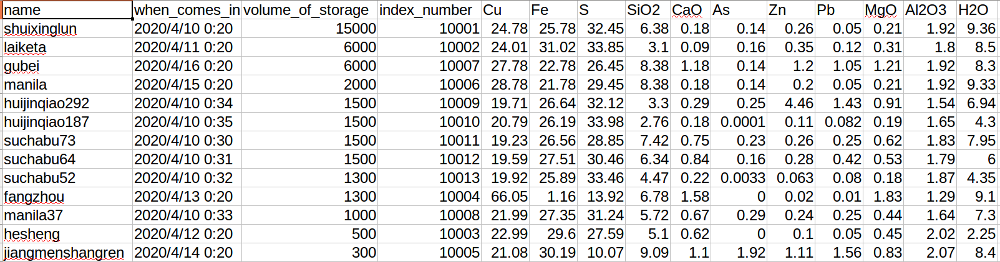 name when_comes_in volume_of_storage index_number Cu Fe S SiO2 CaO As Zn Pb MgO Al2O3 H2O
shuixinglun 2020/4/10 0:20 15000 10001 24.78 25.78 32.45 6.38 0.18 0.14 0.26 0.05 0.21 1.92 9.36
laiketa 2020/4/11 0:20 6000 10002 24.01 31.02 33.85 3.1 0.09 0.16 0.35 0.12 0.31 1.8 8.5
gubei 2020/4/16 0:20 6000 10007 27.78 22.78 26.45 8.38 1.18 0.14 1.2 1.05 1.21 1.92 8.3
manila 2020/4/15 0:20 2000 10006 28.78 21.78 29.45 8.38 0.18 0.14 0.2 0.05 0.21 1.92 9.33
huijinqiao292 2020/4/10 0:34 1500 10009 19.71 26.64 32.12 3.3 0.29 0.25 4.46 1.43 0.91 1.54 6.94
huijinqiao187 2020/4/10 0:35 1500 10010 20.79 26.19 33.98 2.76 0.18 0.0001 0.11 0.082 0.19 1.65 4.3
suchabu73 2020/4/10 0:30 1500 10011 19.23 26.56 28.85 7.42 0.75 0.23 0.26 0.25 0.62 1.83 7.95
suchabu64 2020/4/10 0:31 1500 10012 19.59 27.51 30.46 6.34 0.84 0.16 0.28 0.42 0.53 1.79 6
suchabu52 2020/4/10 0:32 1300 10013 19.92 25.89 33.46 4.47 0.22 0.0033 0.063 0.08 0.18 1.87 4.35
fangzhou 2020/4/13 0:20 1300 10004 66.05 1.16 13.92 6.78 1.58 0 0.02 0.01 1.83 1.29 9.1
manila37 2020/4/10 0:33 1000 10008 21.99 27.35 31.24 5.72 0.67 0.29 0.24 0.25 0.44 1.64 7.3
hesheng 2020/4/12 0:20 500 10003 22.99 29.6 27.59 5.1 0.62 0 0.1 0.05 0.45 2.02 2.25
jiangmenshangren 2020/4/14 0:20 300 10005 21.08 30.19 10.07 9.09 1.1 1.92 1.11 1.56 0.83 2.07 8.4